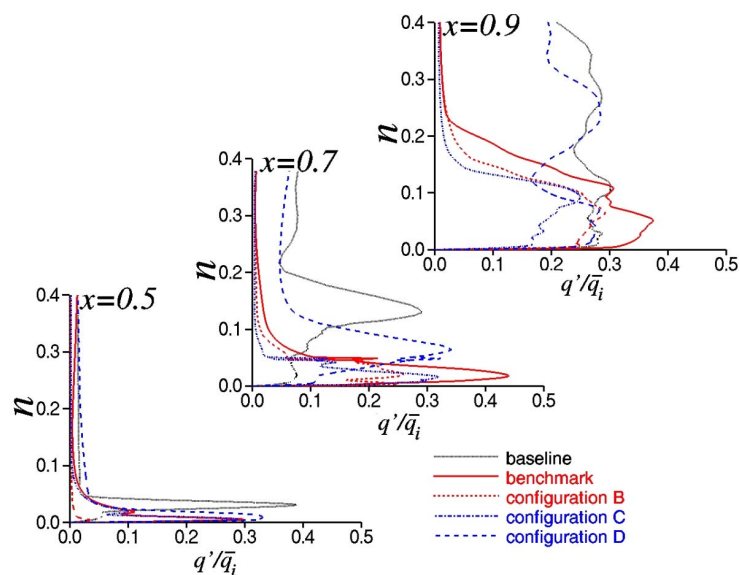 x=0.9
0.4
0.3
0.2
0.1
0.0
n
0.0 0.1 0.2 0.3 0.4 0.5
q'/q̄i
x=0.7
0.4
0.3
0.2
0.1
0.0
n
0.0 0.1 0.2 0.3 0.4 0.5
q'/q̄i
x=0.5
0.4
0.3
0.2
0.1
0.0
n
0.0 0.1 0.2 0.3 0.4 0.5
q'/q̄i
baseline
benchmark
configuration B
configuration C
configuration D